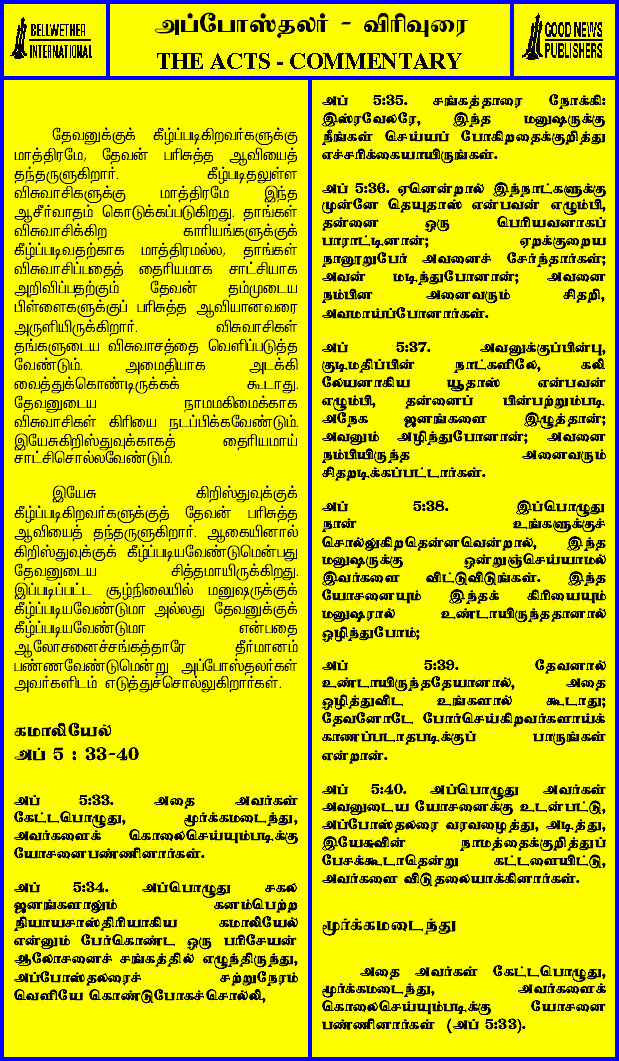 BELLWETHER
INTERNATIONAL
அப்போஸ்தலர் - விரிவுரை
THE ACTS - COMMENTARY
GOOD NEWS
PUBLISHERS
தேவனுக்குக் கீழ்ப்படிகிறவர்களுக்கு
மாத்திரமே, தேவன் பரிசுத்த ஆவியைத்
தந்தருளுகிறார். கீழ்படிதலுள்ள
விசுவாசிகளுக்கு மாத்திரமே இந்த
ஆசீர்வாதம் கொடுக்கப்படுகிறது. தாங்கள்
விசுவாசிக்கிற காரியங்களுக்குக்
கீழ்ப்படிவதற்காக மாத்திரமல்ல, தாங்கள்
விசுவாசிப்பதைத் தைரியமாக சாட்சியாக
அறிவிப்பதற்கும் தேவன் தம்முடைய
பிள்ளைகளுக்குப் பரிசுத்த ஆவியானவரை
அருளியிருக்கிறார். விசுவாசிகள்
தங்களுடைய விசுவாசத்தை வெளிப்படுத்த
வேண்டும். அமைதியாக அடக்கி
வைத்துக்கொண்டிருக்கக் கூடாது.
தேவனுடைய நாமமகிமைக்காக
விசுவாசிகள் கிரியை நடப்பிக்கவேண்டும்.
இயேசுகிறிஸ்துவுக்காகத் தைரியமாய்
சாட்சிசொல்லவேண்டும்.
இயேசு கிறிஸ்துவுக்குக்
கீழ்ப்படிகிறவர்களுக்குத் தேவன் பரிசுத்த
ஆவியைத் தந்தருளுகிறார். ஆகையினால்
கிறிஸ்துவுக்குக் கீழ்ப்படியவேண்டுமென்பது
தேவனுடைய சித்தமாயிருக்கிறது.
இப்படிப்பட்ட சூழ்நிலையில் மனுஷருக்குக்
கீழ்ப்படியவேண்டுமா அல்லது தேவனுக்குக்
கீழ்ப்படியவேண்டுமா என்பதை
ஆலோசனைச்சங்கத்தாரே தீர்மானம்
பண்ணவேண்டுமென்று அப்போஸ்தலர்கள்
அவர்களிடம் எடுத்துச்சொல்லுகிறார்கள்.
கமாலியேல்
அப் 5 : 33-40
அப் 5:33. அதை அவர்கள்
கேட்டபொழுது, மூர்க்கமடைந்து,
அவர்களைக் கொலைசெய்யும்படிக்கு
யோசனைபண்ணினார்கள்.
அப் 5:34. அப்பொழுது சகல
ஜனங்களாலும் கனம்பெற்ற
நியாயசாஸ்திரியாகிய கமாலியேல்
என்னும் பேர்கொண்ட ஒரு பரிசேயன்
ஆலோசனைச் சங்கத்தில் எழுந்திருந்து,
அப்போஸ்தலரைச் சற்றுநேரம்
வெளியே கொண்டுபோகச்சொல்லி,
அப் 5:35. சங்கத்தாரை நோக்கி:
இஸ்ரவேலரே, இந்த மனுஷருக்கு
நீங்கள் செய்யப் போகிறதைக்குறித்து
எச்சரிக்கையாயிருங்கள்.
அப் 5:36. ஏனென்றால் இந்நாட்களுக்கு
முன்னே தெயுதாஸ் என்பவன் எழும்பி,
தன்னை ஒரு பெரியவனாகப்
பாராட்டினான்; ஏறக்குறைய
நானூறுபேர் அவனைச் சேர்ந்தார்கள்;
அவன் மடிந்துபோனான்; அவனை
நம்பின அனைவரும் சிதறி,
அவமாய்ப்போனார்கள்.
அப் 5:37. அவனுக்குப்பின்பு,
குடிமதிப்பின் நாட்களிலே, கலி
லேயனாகிய யூதாஸ் என்பவன்
எழும்பி, தன்னைப் பின்பற்றும்படி
அநேக ஜனங்களை இழுத்தான்;
அவனும் அழிந்துபோனான்; அவனை
நம்பியிருந்த அனைவரும்
சிதறடிக்கப்பட்டார்கள்.
அப் 5:38. இப்பொழுது
நான் உங்களுக்குச்
சொல்லுகிறதென்னவென்றால், இந்த
மனுஷருக்கு ஒன்றுஞ்செய்யாமல்
இவர்களை விட்டுவிடுங்கள். இந்த
யோசனையும் இந்தக் கிரியையும்
மனுஷரால் உண்டாயிருந்ததானால்
ஒழிந்துபோம்;
அப் 5:39. தேவனால்
உண்டாயிருந்ததேயானால், அதை
ஒழித்துவிட உங்களால் கூடாது;
தேவனோடே போர்செய்கிறவர்களாய்க்
காணப்படாதபடிக்குப் பாருங்கள்
என்றான்.
அப் 5:40. அப்பொழுது அவர்கள்
அவனுடைய யோசனைக்கு உடன்பட்டு,
அப்போஸ்தலரை வரவழைத்து, அடித்து,
இயேசுவின் நாமத்தைக்குறித்துப்
பேசக்கூடாதென்று கட்டளையிட்டு,
அவர்களை விடுதலையாக்கினார்கள்.
மூர்க்கமடைந்து
அதை அவர்கள் கேட்டபொழுது,
மூர்க்கமடைந்து, அவர்களைக்
கொலைசெய்யும்படிக்கு யோசனை
பண்ணினார்கள் (அப் 5:33).